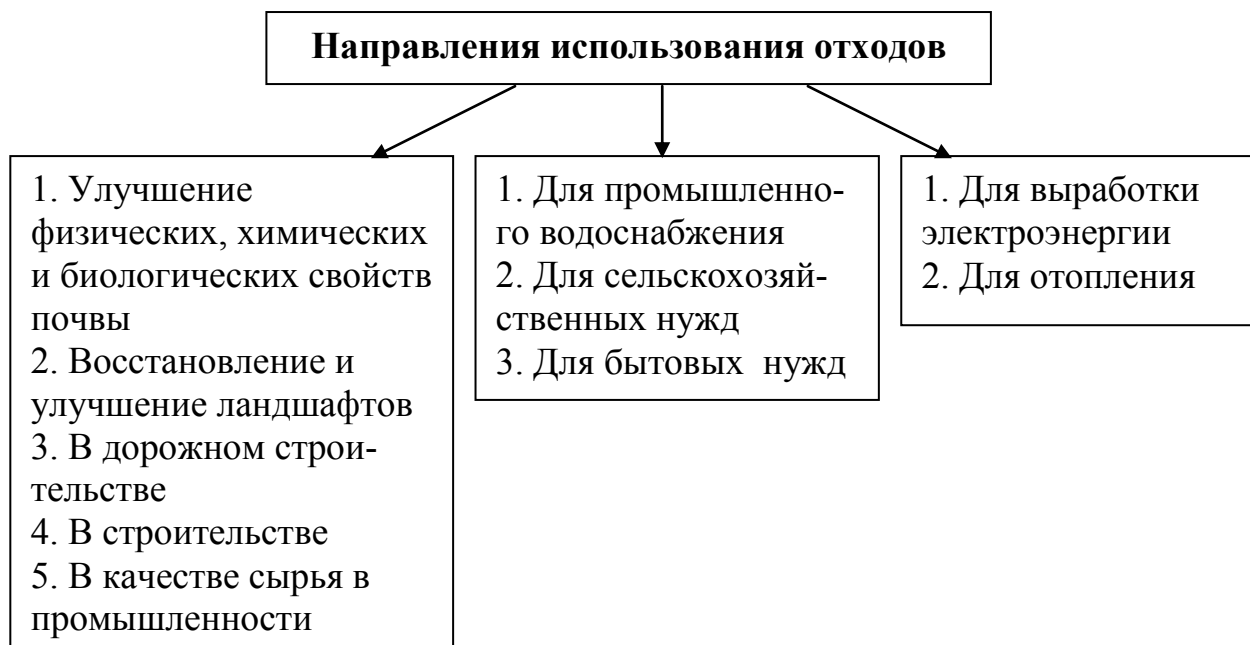 Направления использования отходов
1. Улучшение
физических, химических
и биологических свойств
почвы
2. Восстановление и
улучшение ландшафтов
3. В дорожном строи-
тельстве
4. В строительстве
5. В качестве сырья в
промышленности
1. Для промышленно-
го водоснабжения
2. Для сельскохозяй-
ственных нужд
3. Для бытовых нужд
1. Для выработки
электроэнергии
2. Для отопления